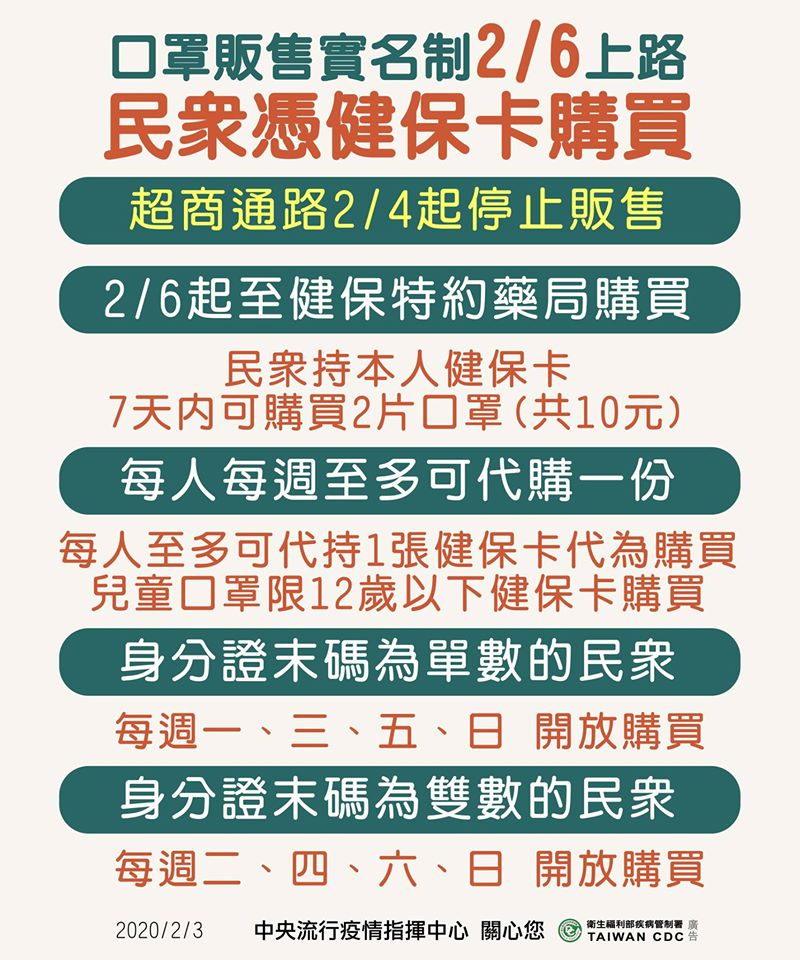 口罩販售實名制2/6上路
民眾憑健保卡購買
超商通路2/4起停止販售
2/6起至健保特約藥局購買
民眾持本人健保卡
7天内可購買2片口罩(共10元)
每人每週至多可代購一份
每人至多可代持1張健保卡代為購買
兒童口罩限12歲以下健保卡購買
身分證末碼為單數的民眾
每週一、三、五、日 開放購買
身分證末碼為雙數的民眾
每週二、四、六、日 開放購買
2020/2/3 中央流行疫情指揮中心 關心您
衛生福利部疾病管制署
TAIWAN CDC
廣告